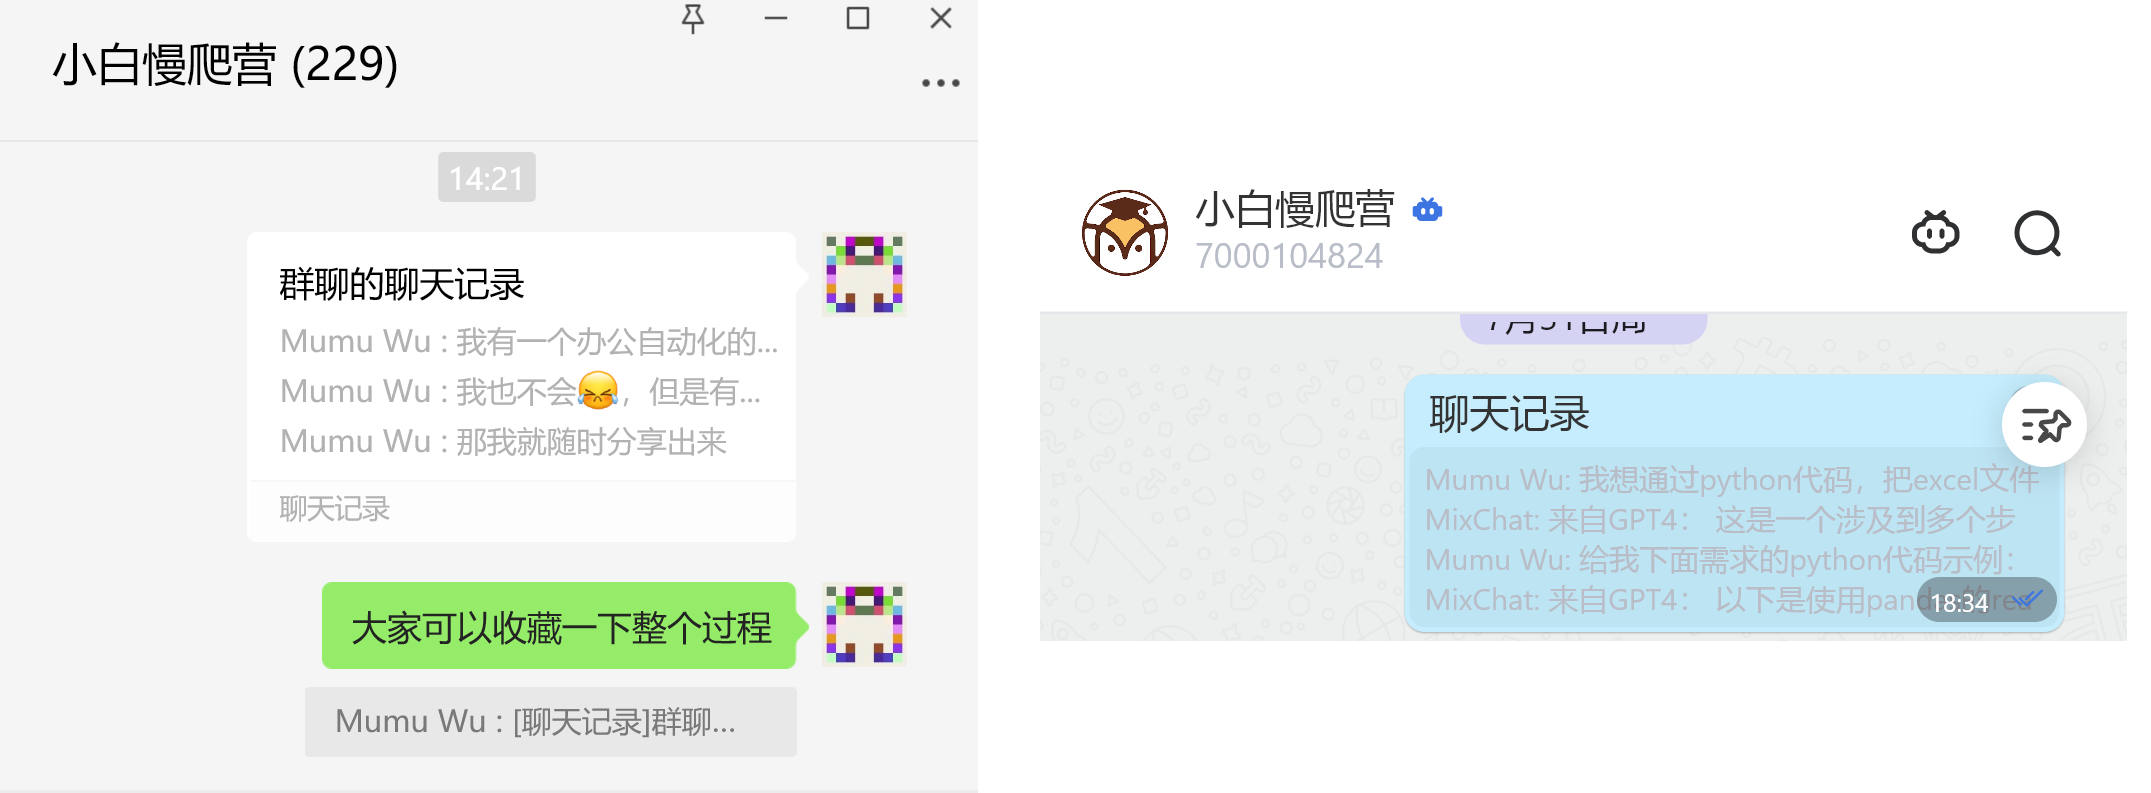 小白慢爬营 (229)
14:21
群聊的聊天记录
Mumu Wu : 我有一个办公自动化的...
Mumu Wu : 我也不会😹，但是有...
Mumu Wu : 那我就随时分享出来
聊天记录
大家可以收藏一下整个过程
Mumu Wu : [聊天记录]群聊...
小白慢爬营
7000104824
7月31日周
聊天记录
Mumu Wu: 我想通过python代码，把excel文件
MixChat: 来自GPT4： 这是一个涉及到多个步
Mumu Wu: 给我下面需求的python代码示例：
MixChat: 来自GPT4： 以下是使用pand
18:34